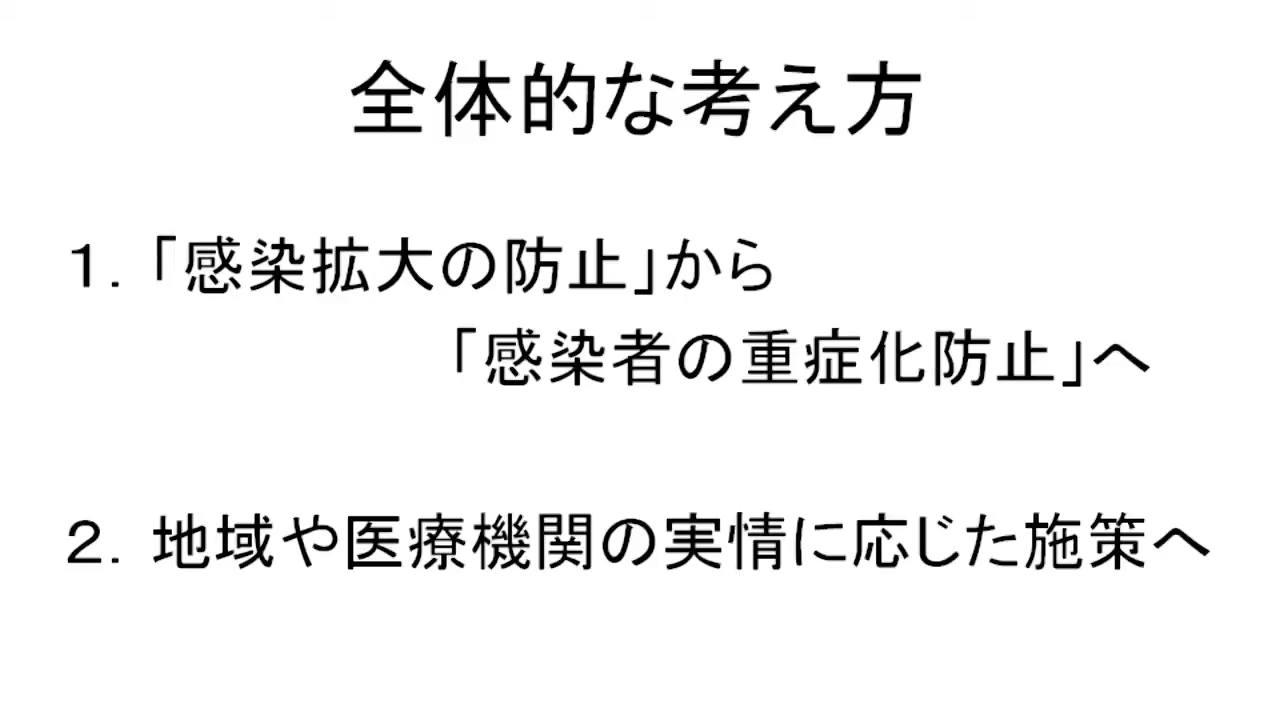 全体的な考え方
１．「感染拡大の防止」から
「感染者の重症化防止」へ
２．地域や医療機関の実情に応じた施策へ